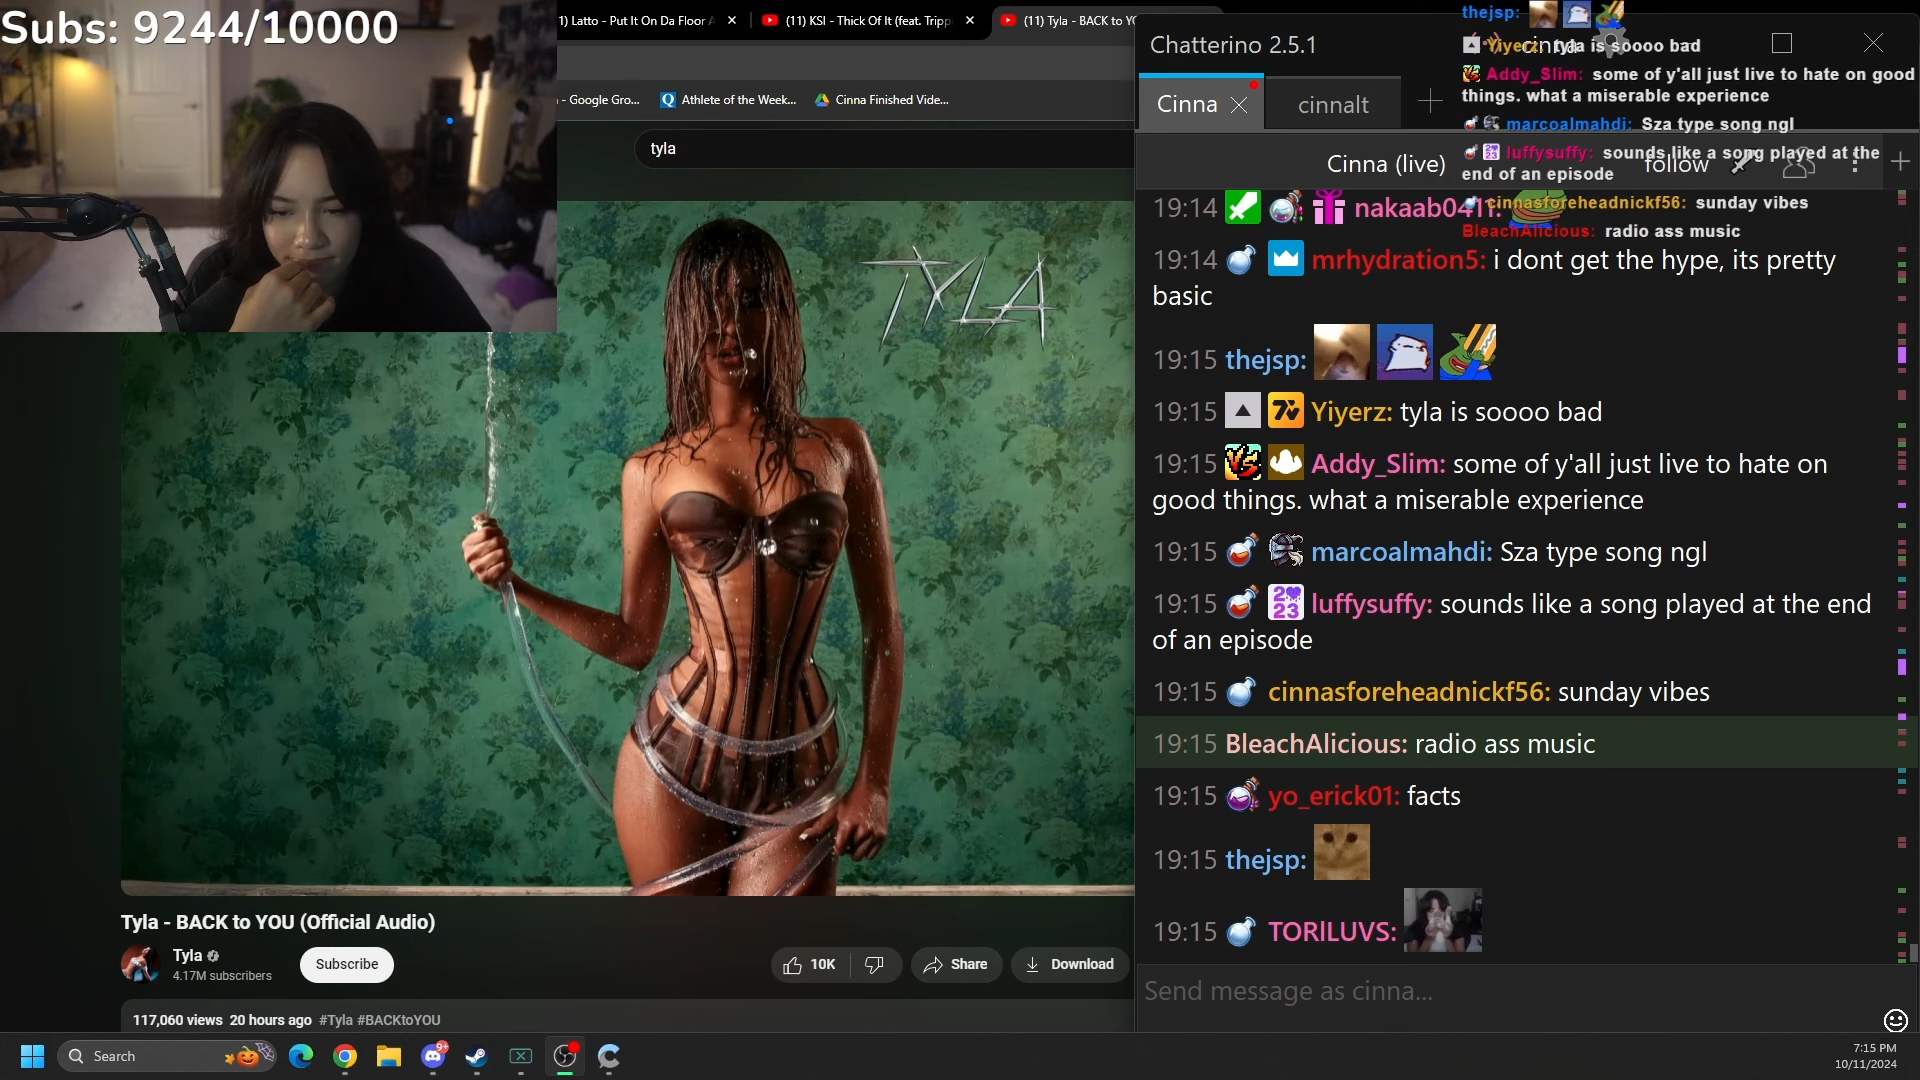 Subs: 9244/10000
1) Latto - Put It On Da Floor A
(11) KSI - Thick Of It (feat. Tripp
(11) Tyla - BACK to YO
- Google Gro...
Athlete of the Week...
Cinna Finished Vide...
tyla
TYLA
Tyla - BACK to YOU (Official Audio)
Tyla
4.17M subscribers
Subscribe
10K
Share
Download
117,060 views 20 hours ago #Tyla #BACKtoYOU
Chatterino 2.5.1
cinna
Cinna
cinnalt
Cinna (live)
follow
thejsp:
Yiyerz: tyla is soooo bad
Addy_Slim: some of y'all just live to hate on good
things. what a miserable experience
marcoalmahdi: Sza type song ngl
luffysuffy: sounds like a song played at the
end of an episode
cinnasforeheadnickf56: sunday vibes
BleachAlicious: radio ass music
19:14
19:14 mrhydration5: i dont get the hype, its pretty
basic
19:15 thejsp:
19:15 Yiyerz: tyla is soooo bad
19:15 Addy_Slim: some of y'all just live to hate on
good things. what a miserable experience
19:15 marcoalmahdi: Sza type song ngl
19:15 luffysuffy: sounds like a song played at the end
of an episode
19:15 cinnasforeheadnickf56: sunday vibes
19:15 BleachAlicious: radio ass music
19:15 yo_erick01: facts
19:15 thejsp:
19:15 TORlLUVS:
Send message as cinna...
Search
9+
7:15 PM
10/11/2024